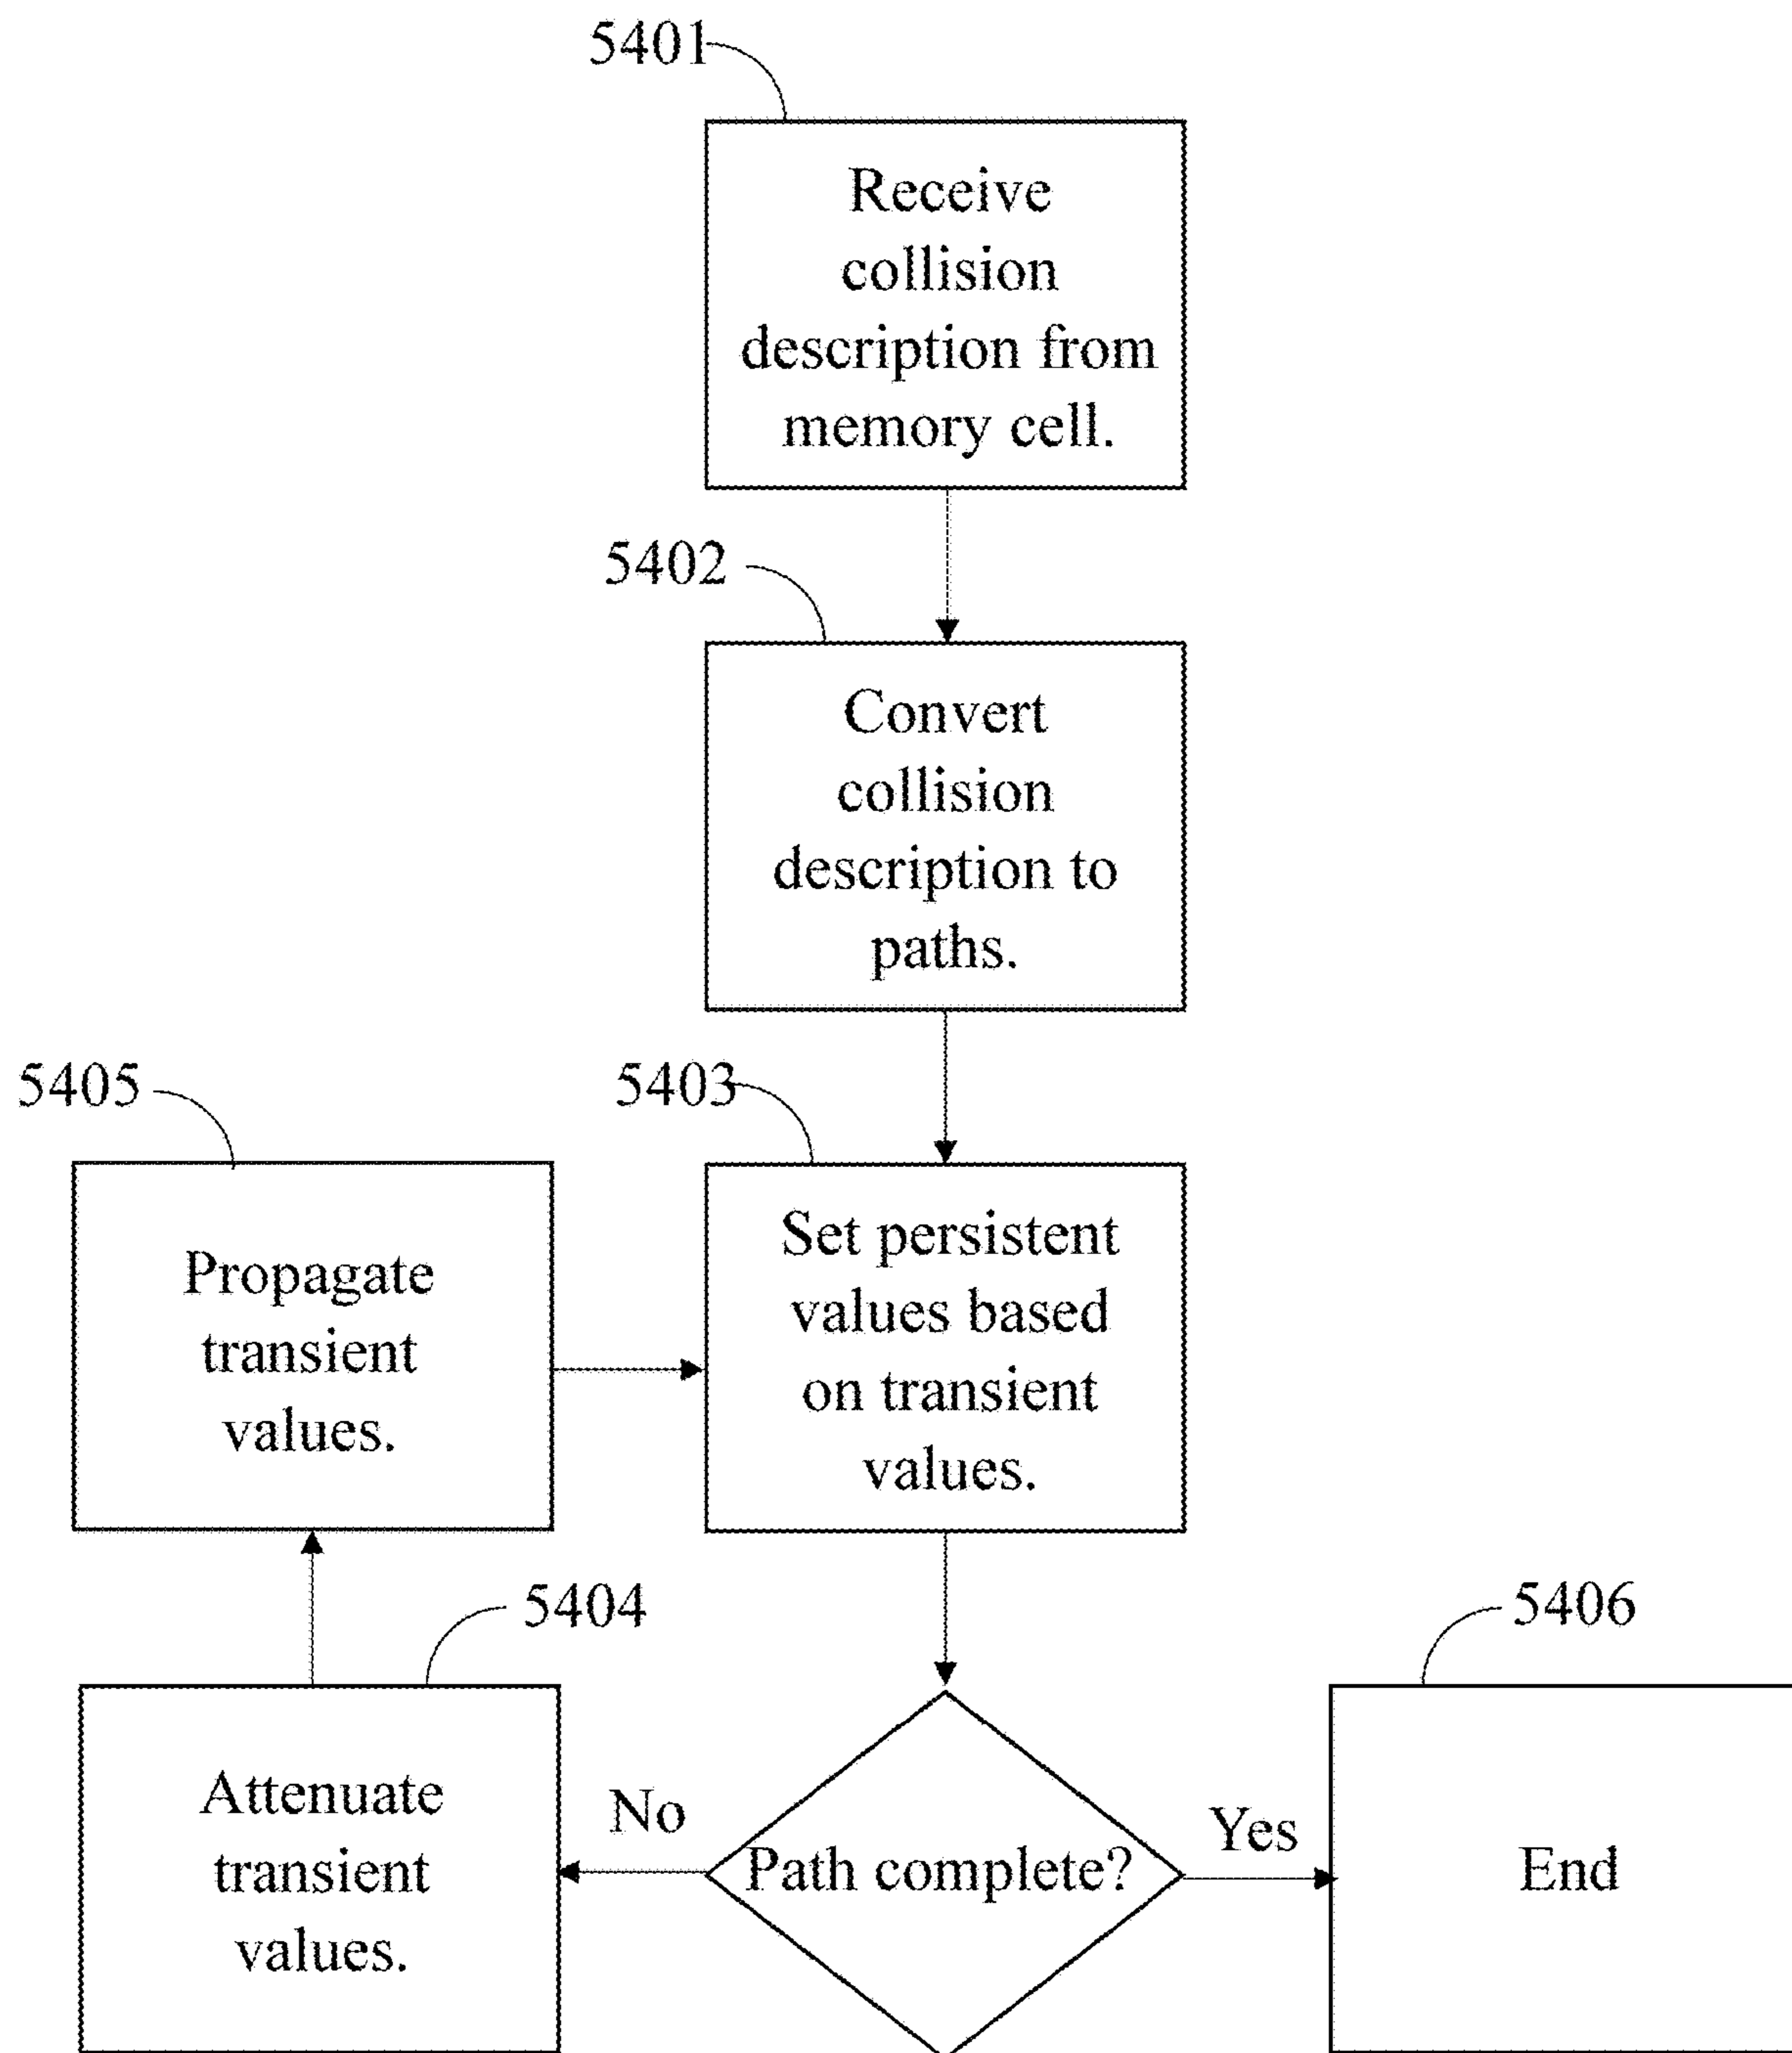 5401
Receive
collision
description from
memory cell.
5402
Convert
collision
description to
paths.
5405
5403
Propagate
transient
values.
Set persistent
values based
on transient
values.
5404
5406
Attenuate
transient
values.
No
Path complete?
Yes
End